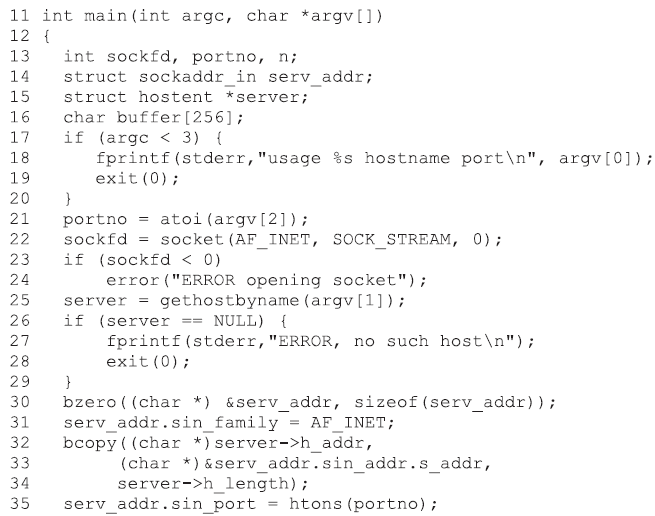 11 int main(int argc, char *argv[])
12 {
13    int sockfd, portno, n;
14    struct sockaddr_in serv_addr;
15    struct hostent *server;
16    char buffer[256];
17    if (argc < 3) {
18       fprintf(stderr,"usage %s hostname port\n", argv[0]);
19       exit(0);
20    }
21    portno = atoi(argv[2]);
22    sockfd = socket(AF_INET, SOCK_STREAM, 0);
23    if (sockfd < 0)
24        error("ERROR opening socket");
25    server = gethostbyname(argv[1]);
26    if (server == NULL) {
27        fprintf(stderr,"ERROR, no such host\n");
28        exit(0);
29    }
30    bzero((char *) &serv_addr, sizeof(serv_addr));
31    serv_addr.sin_family = AF_INET;
32    bcopy((char *)server->h_addr,
33         (char *)&serv_addr.sin_addr.s_addr,
34         server->h_length);
35    serv_addr.sin_port = htons(portno);